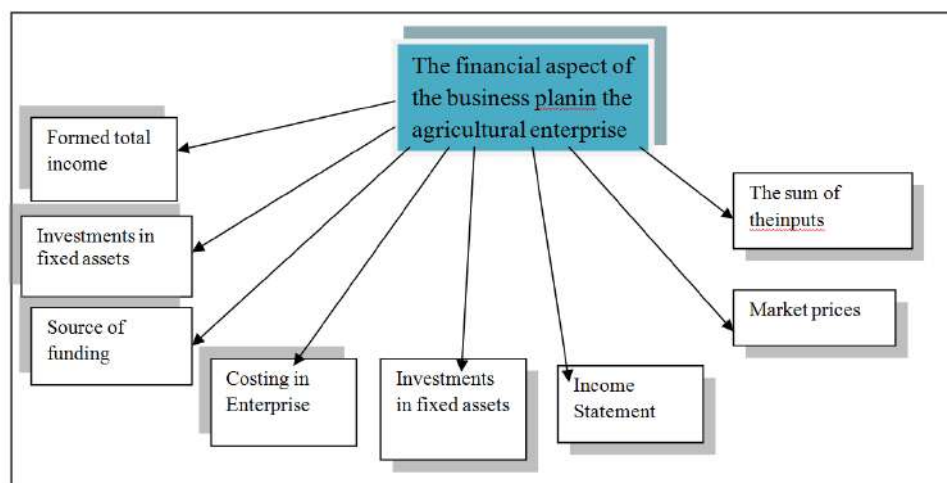 The financial aspect of
the business planin the
agricultural enterprise
Formed total
income
Investments in
fixed assets
Source of
funding
Costing in
Enterprise
Investments
in fixed assets
Income
Statement
Market prices
The sum of
theinputs